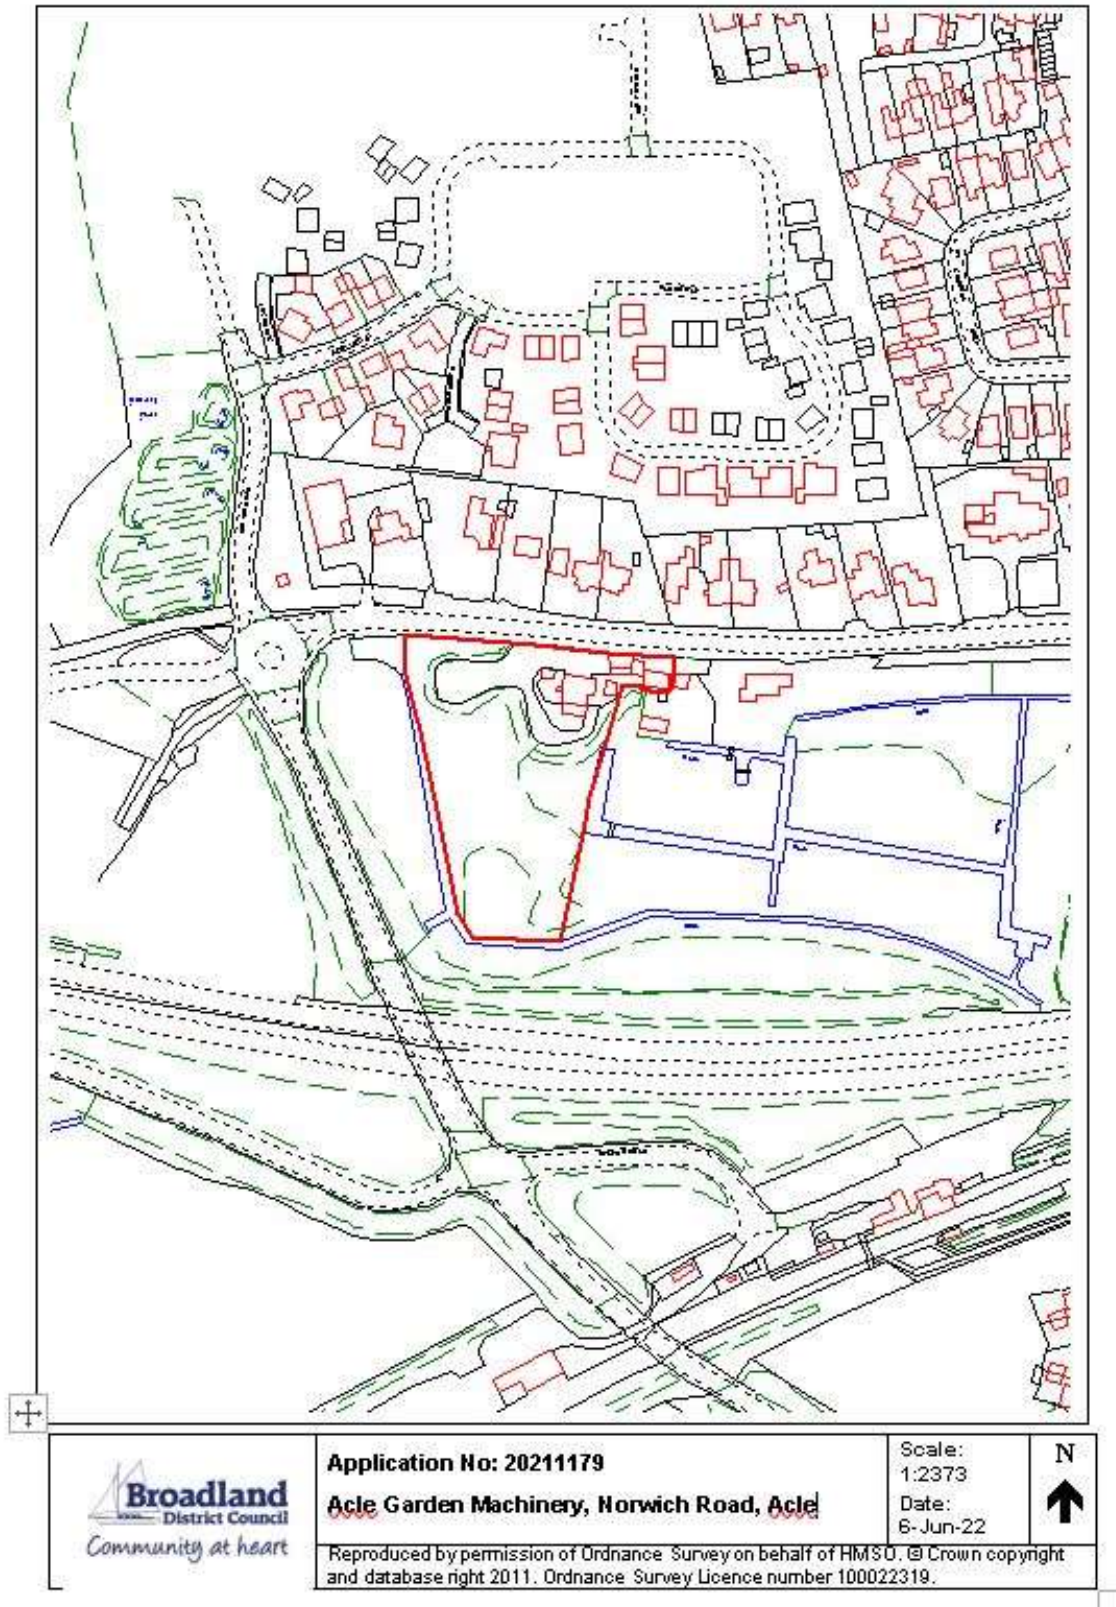 Broadland
District Council
Community at heart
Application No: 20211179
Acle Garden Machinery, Norwich Road, Acle
Scale:
1:2373
Date:
6-Jun-22
N
Reproduced by permission of Ordnance Survey on behalf of HMSO. © Crown copyright
and database right 2011. Ordnance Survey Licence number 100022319.